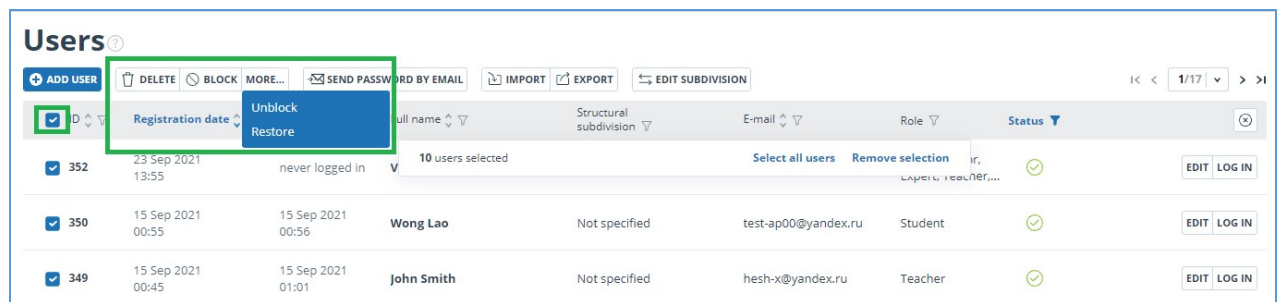 Users
ADD USER DELETE BLOCK MORE... SEND PASSWORD BY EMAIL IMPORT EXPORT EDIT SUBDIVISION 1/17
Unblock
Restore
ID Registration date Full name Structural subdivision E-mail Role Status
10 users selected Select all users Remove selection
352 23 Sep 2021 13:55 never logged in EDIT LOG IN
350 15 Sep 2021 00:55 15 Sep 2021 00:56 Wong Lao Not specified test-ap00@yandex.ru Student EDIT LOG IN
349 15 Sep 2021 00:45 15 Sep 2021 01:01 John Smith Not specified hesh-x@yandex.ru Teacher EDIT LOG IN